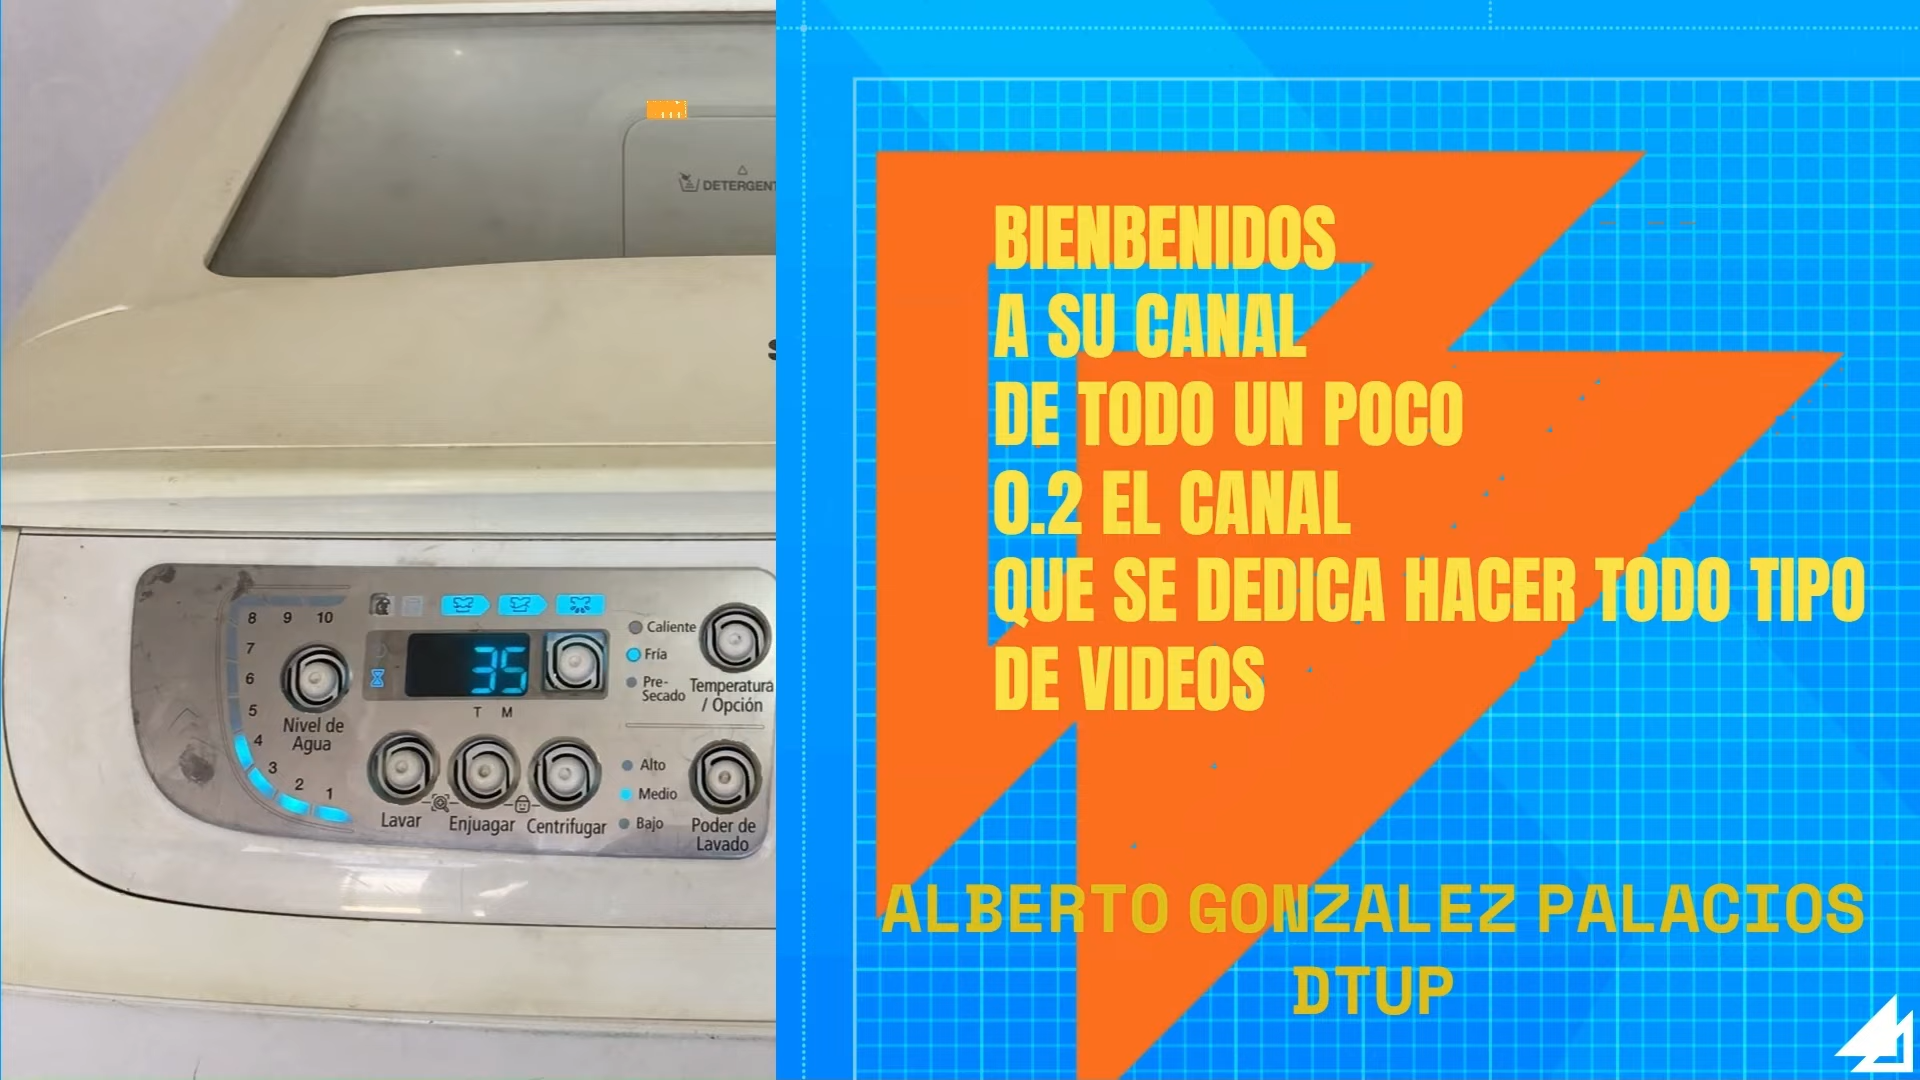 DETERGENT
8 9 10
7
6
5
4
3
2
1
Nivel de
Agua
35
T M
Caliente
Fría
Pre-
Secado
Temperatura
/ Opción
Lavar
Enjuagar
Centrifugar
Alto
Medio
Bajo
Poder de
Lavado
BIENBENIDOS
A SU CANAL
DE TODO UN POCO
0.2 EL CANAL
QUE SE DEDICA HACER TODO TIPO
DE VIDEOS
ALBERTO GONZALEZ PALACIOS
DTUP